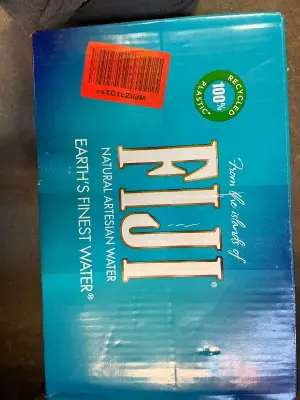 From the islands of
FIJI®
NATURAL ARTESIAN WATER
EARTH'S FINEST WATER®
100%
RECYCLED
PLASTIC*